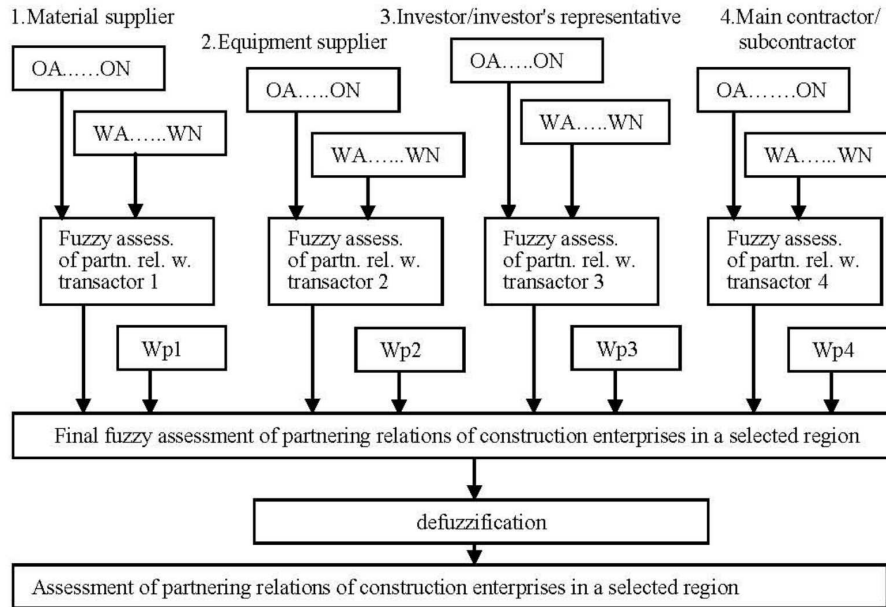 1.Material supplier
2.Equipment supplier
3.Investor/investor's representative
4.Main contractor/
subcontractor
OA......ON
OA.....ON
OA.....ON
OA.......ON
WA…...WN
WA…...WN
WA…..WN
WA…...WN
Fuzzy assess.
of partn. rel. w.
transactor 1
Fuzzy assess.
of partn. rel. w.
transactor 2
Fuzzy assess.
of partn. rel. w.
transactor 3
Fuzzy assess.
of partn. rel. w.
transactor 4
Wp1
Wp2
Wp3
Wp4
Final fuzzy assessment of partnering relations of construction enterprises in a selected region
defuzzification
Assessment of partnering relations of construction enterprises in a selected region